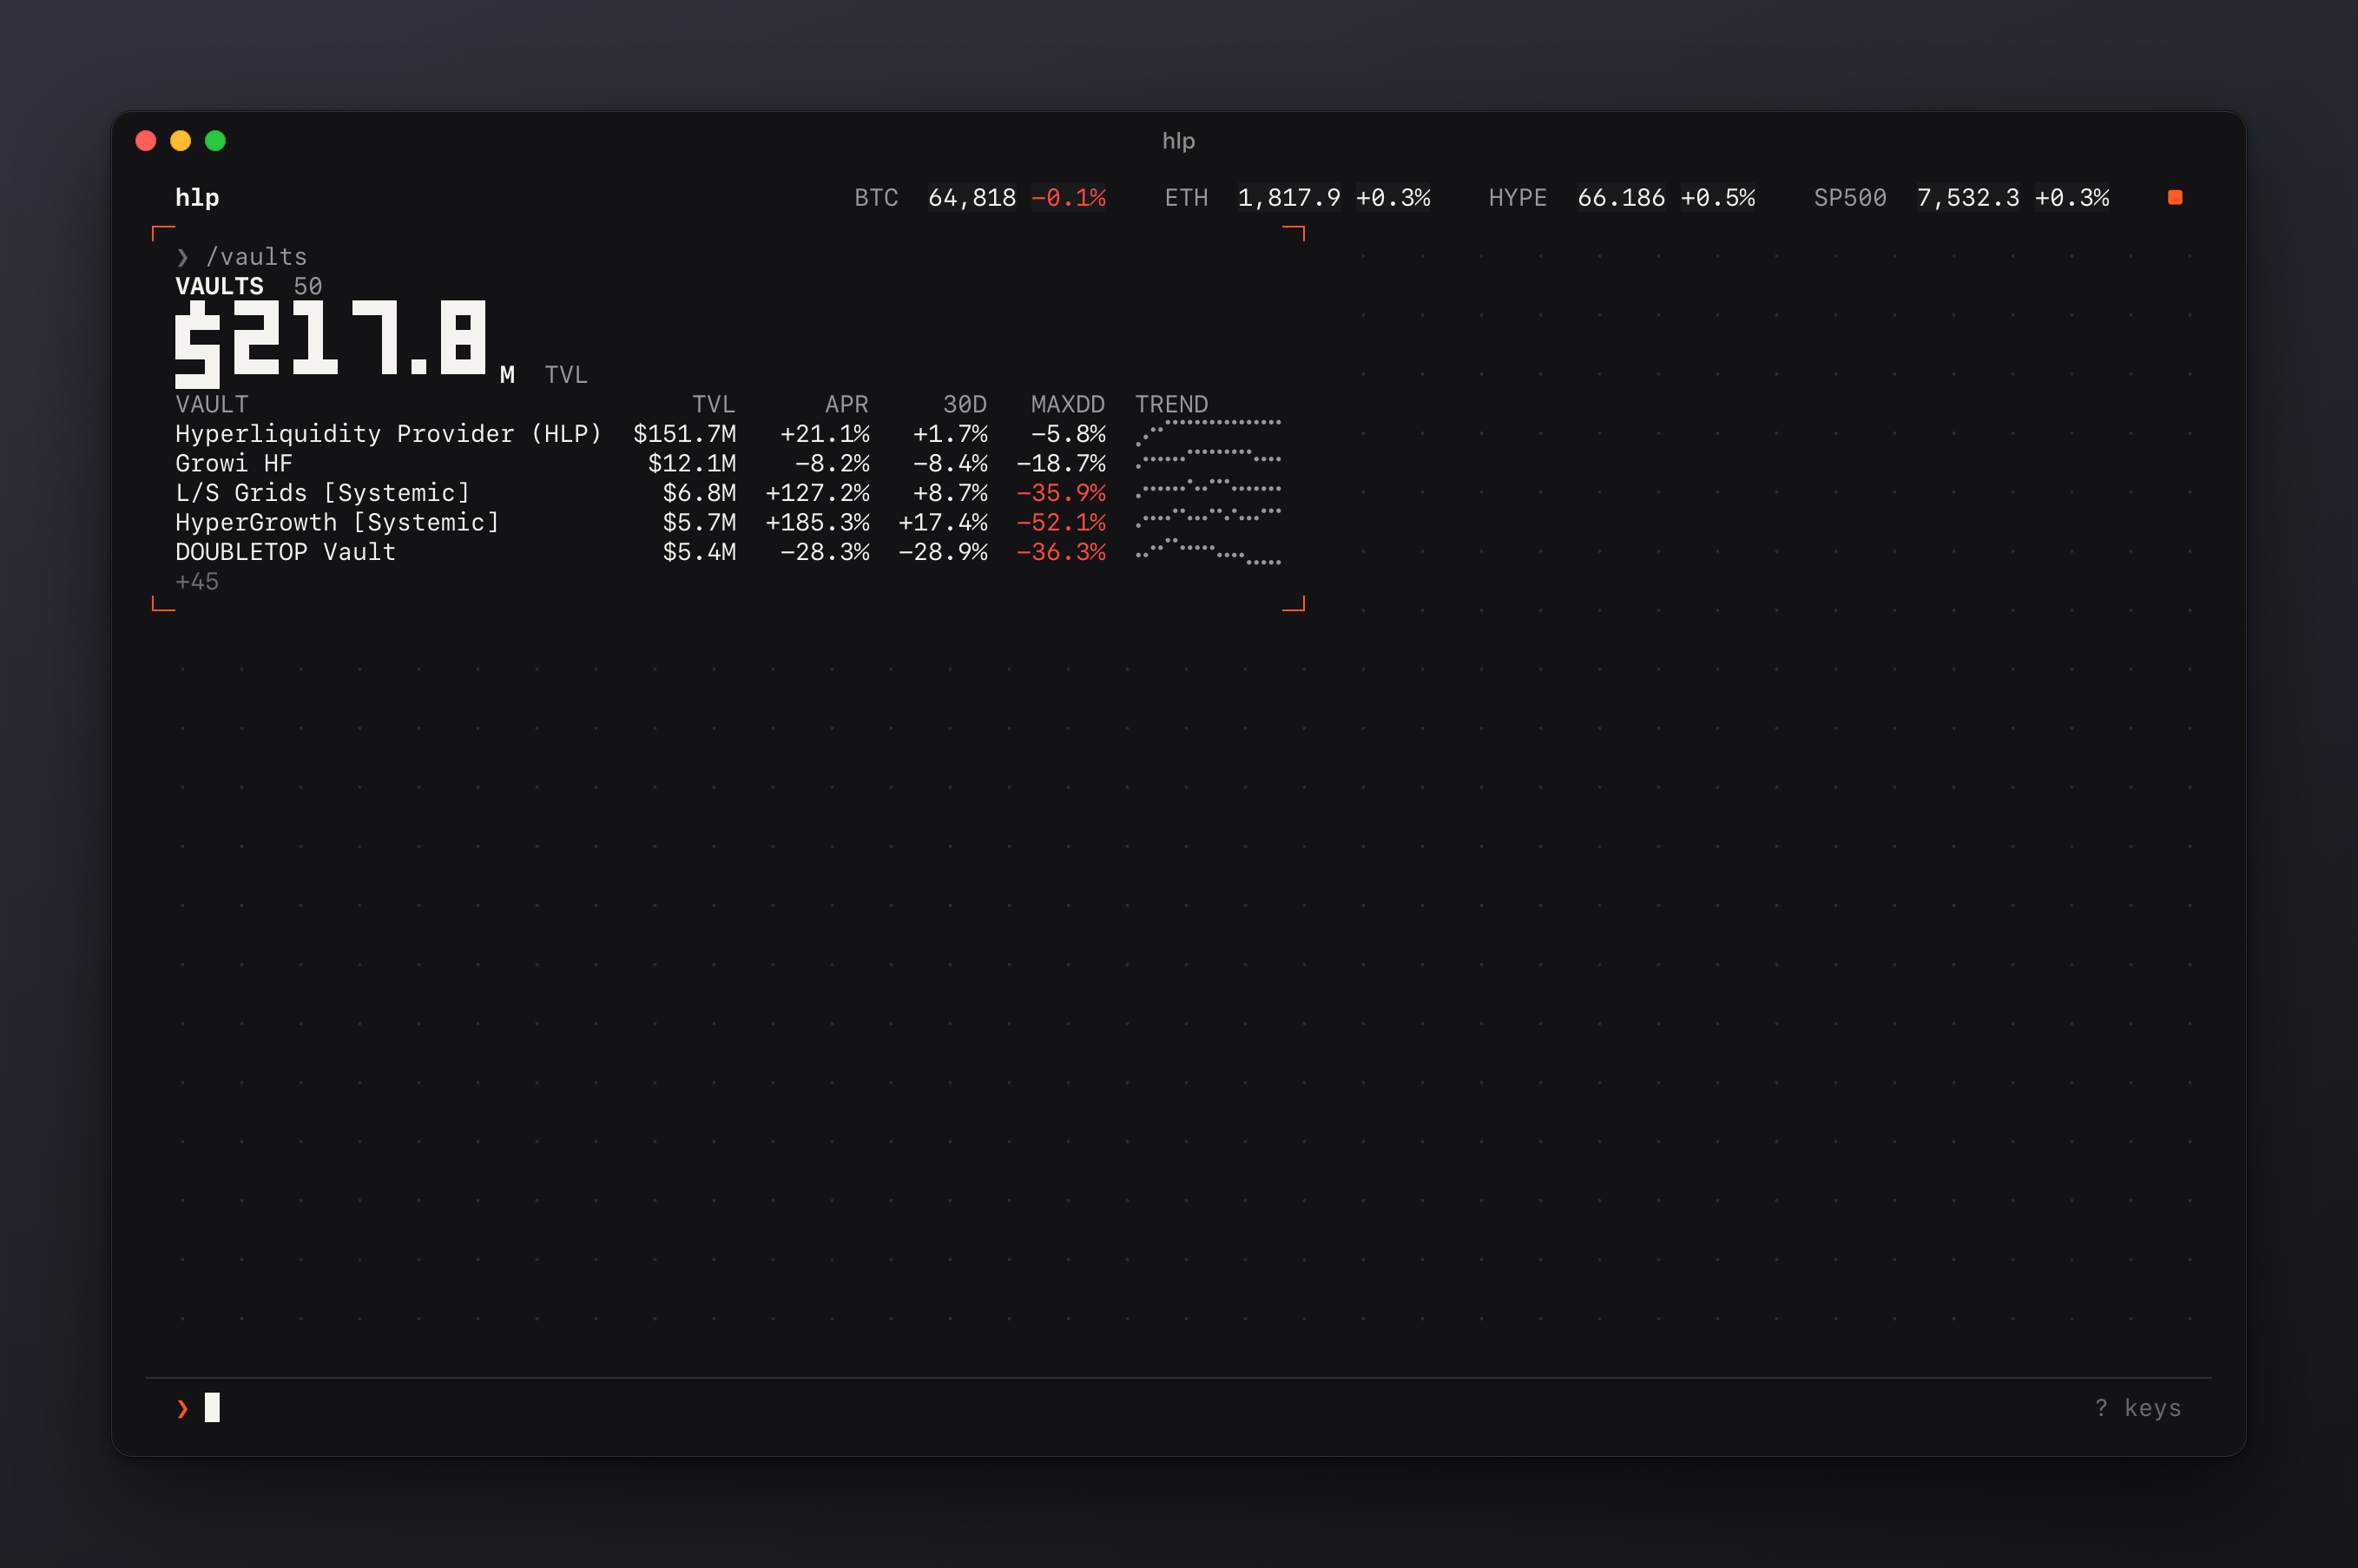 hlp
hlp BTC 64,818 −0.1% ETH 1,817.9 +0.3% HYPE 66.186 +0.5% SP500 7,532.3 +0.3%
❯ /vaults
VAULTS 50
$217.8 M TVL
VAULT TVL APR 30D MAXDD TREND
Hyperliquidity Provider (HLP) $151.7M +21.1% +1.7% −5.8%
Growi HF $12.1M −8.2% −8.4% −18.7%
L/S Grids [Systemic] $6.8M +127.2% +8.7% −35.9%
HyperGrowth [Systemic] $5.7M +185.3% +17.4% −52.1%
DOUBLETOP Vault $5.4M −28.3% −28.9% −36.3%
+45
❯ ? keys